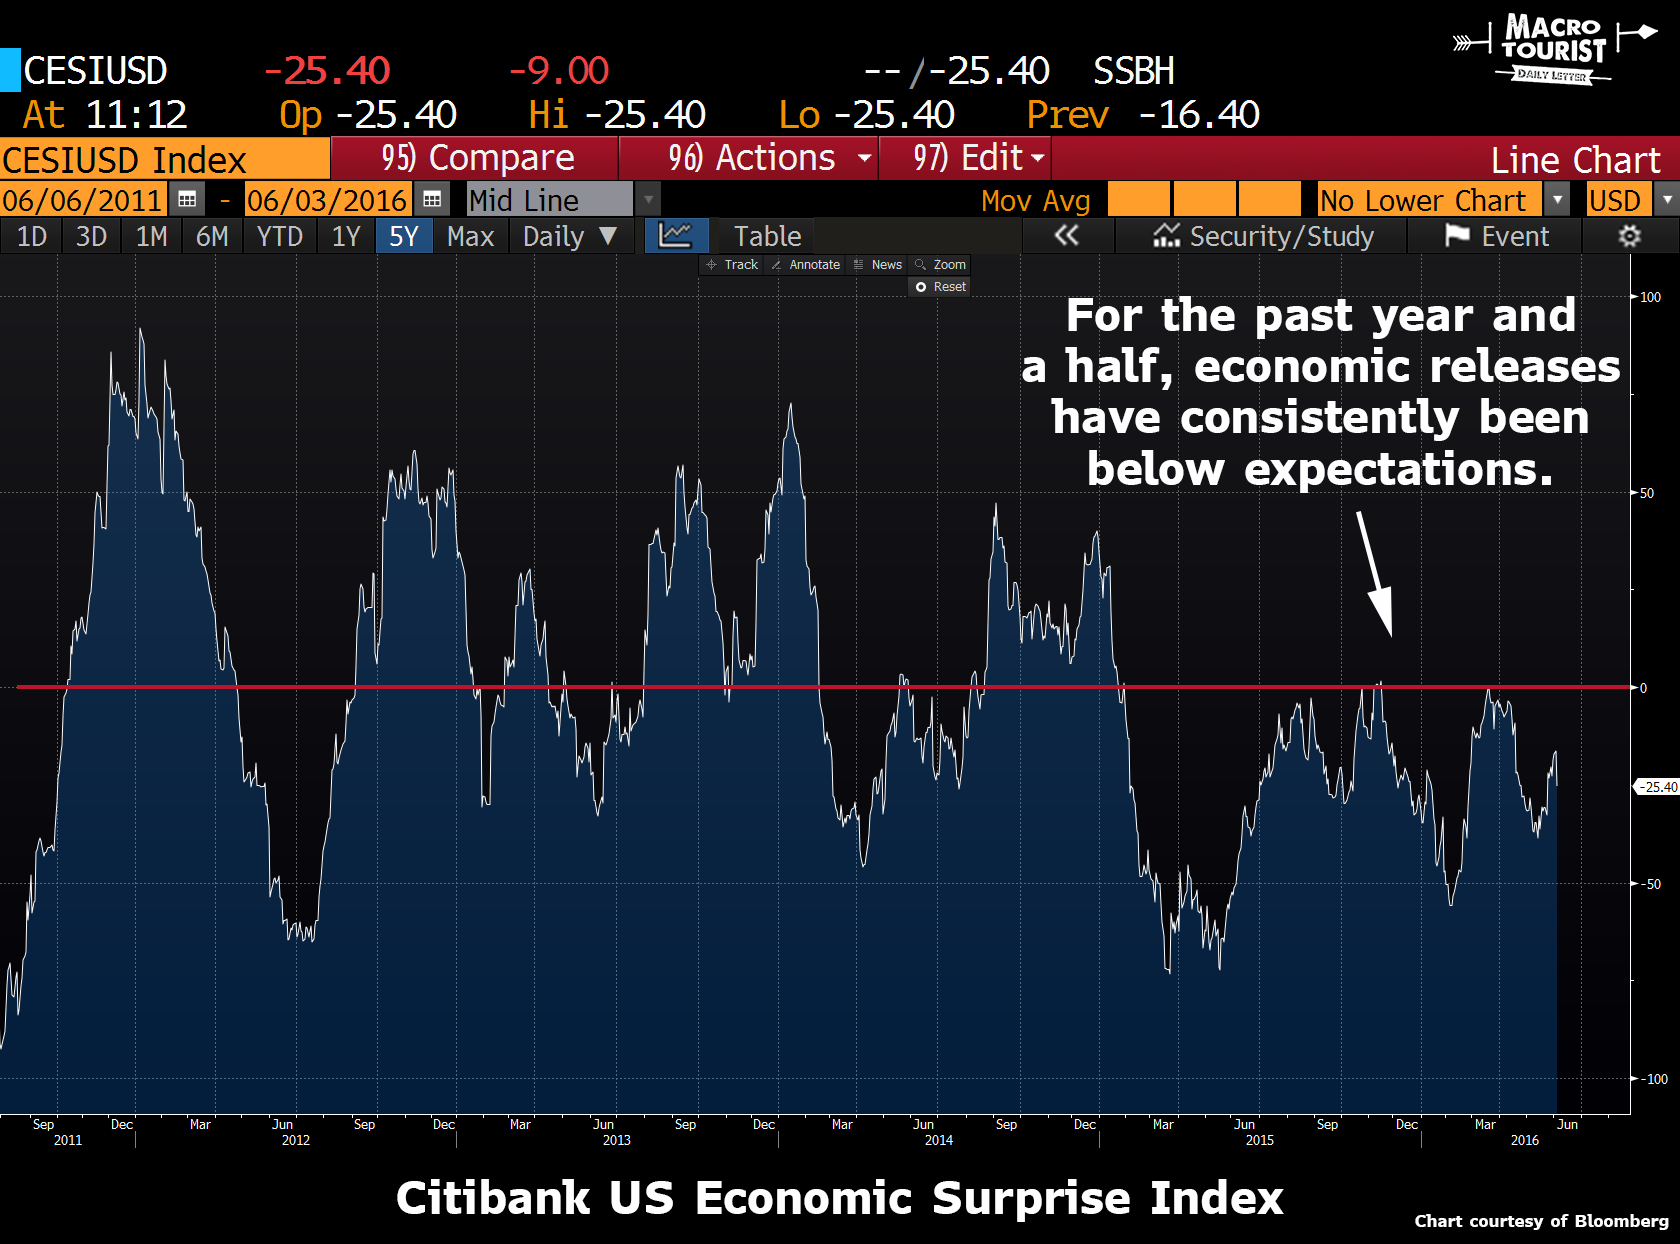 MACRO
TOURIST
DAILY LETTER
CESIUSD -25.40 -9.00 --/-25.40 SSBH
At 11:12 Op -25.40 Hi -25.40 Lo -25.40 Prev -16.40
CESIUSD Index 95) Compare 96) Actions 97) Edit Line Chart
06/06/2011 - 06/03/2016 Mid Line Mov Avg No Lower Chart USD
1D 3D 1M 6M YTD 1Y 5Y Max Daily ▼ Table « Security/Study Event
Track Annotate News Zoom
Reset
For the past year and
a half, economic releases
have consistently been
below expectations.
100
50
0
-25.40
-50
-100
Sep Dec Mar Jun Sep Dec Mar Jun Sep Dec Mar Jun Sep Dec Mar Jun Sep Dec Mar Jun
2011 2012 2013 2014 2015 2016
Citibank US Economic Surprise Index
Chart courtesy of Bloomberg